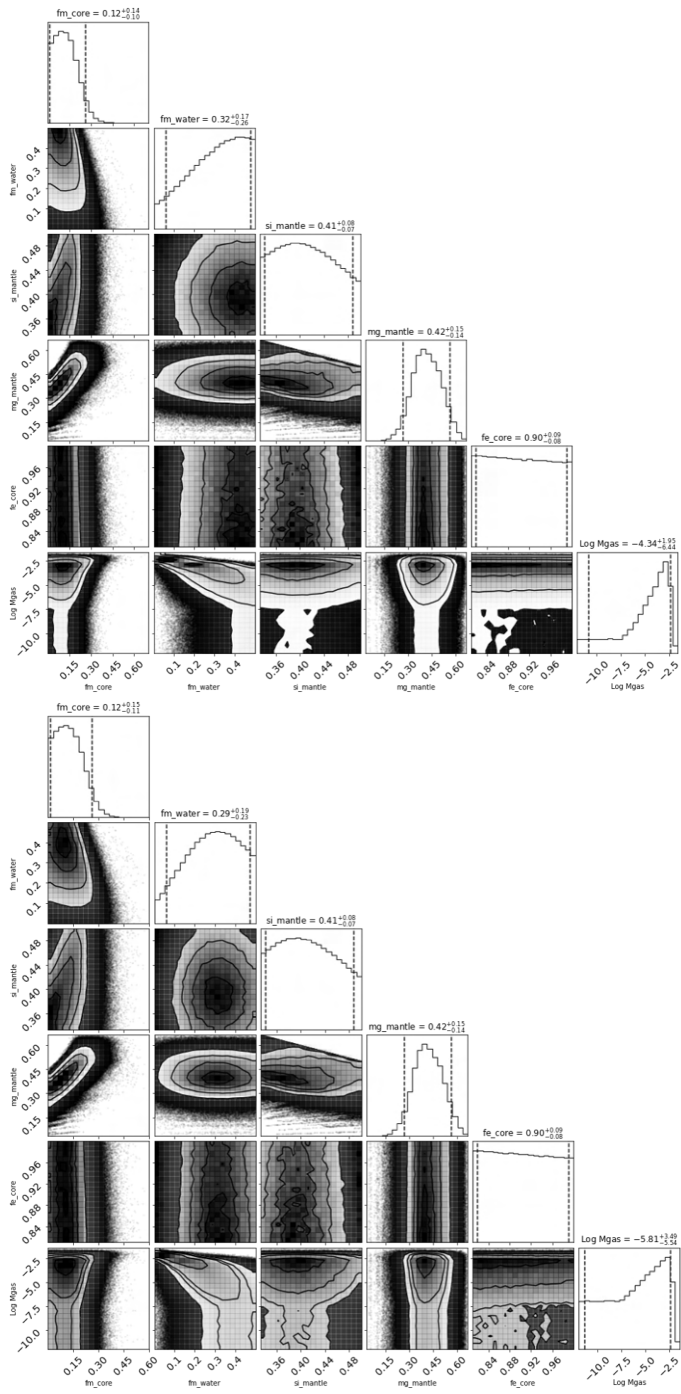 fm_core = 0.12+0.14−0.10
fm_water = 0.32+0.17−0.26
0.4
0.3
0.2
0.1
fm_water
si_mantle = 0.41+0.08−0.07
0.48
0.44
0.40
0.36
si_mantle
mg_mantle = 0.42+0.15−0.14
0.60
0.45
0.30
0.15
mg_mantle
fe_core = 0.90+0.09−0.08
0.96
0.92
0.88
0.84
fe_core
Log Mgas = −4.34+1.95−6.44
−2.5
−5.0
−7.5
−10.0
Log Mgas
0.15 0.30 0.45 0.60 0.1 0.2 0.3 0.4 0.36 0.40 0.44 0.48 0.15 0.30 0.45 0.60 0.84 0.88 0.92 0.96 −10.0 −7.5 −5.0 −2.5
fm_core fm_water si_mantle mg_mantle fe_core Log Mgas
fm_core = 0.12+0.15−0.11
fm_water = 0.29+0.19−0.23
0.4
0.3
0.2
0.1
fm_water
si_mantle = 0.41+0.08−0.07
0.48
0.44
0.40
0.36
si_mantle
mg_mantle = 0.42+0.15−0.14
0.60
0.45
0.30
0.15
mg_mantle
fe_core = 0.90+0.09−0.08
0.96
0.92
0.88
0.84
fe_core
Log Mgas = −5.81+3.49−5.54
−2.5
−5.0
−7.5
−10.0
Log Mgas
0.15 0.30 0.45 0.60 0.1 0.2 0.3 0.4 0.36 0.40 0.44 0.48 0.15 0.30 0.45 0.60 0.84 0.88 0.92 0.96 −10.0 −7.5 −5.0 −2.5
fm_core fm_water si_mantle mg_mantle fe_core Log Mgas